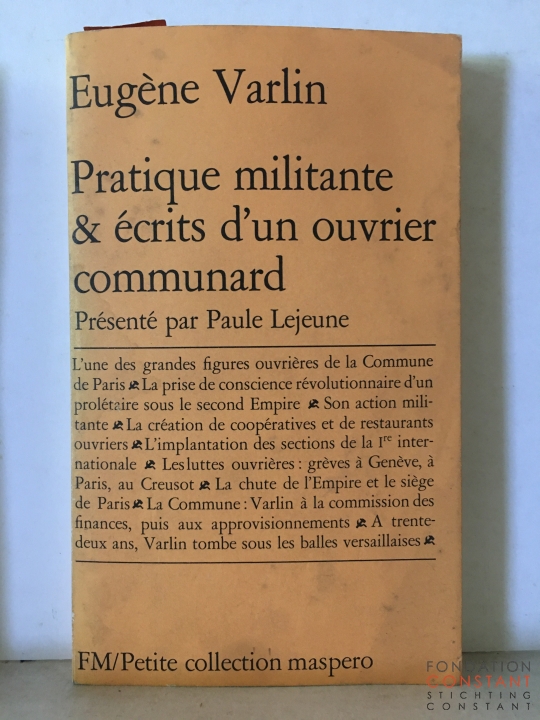 Eugène Varlin
Pratique militante
& écrits d'un ouvrier
communard
Présenté par Paule Lejeune
L'une des grandes figures ouvrières de la Commune
de Paris La prise de conscience révolutionnaire d'un
prolétaire sous le second Empire Son action mili-
tante La création de coopératives et de restaurants
ouvriers L'implantation des sections de la Ire inter-
nationale Les luttes ouvrières : grèves à Genève, à
Paris, au Creusot La chute de l'Empire et le siège
de Paris La Commune : Varlin à la commission des
finances, puis aux approvisionnements A trente-
deux ans, Varlin tombe sous les balles versaillaises
FM/Petite collection maspero
FONDATION
CONSTANT
STICHTING
CONSTANT